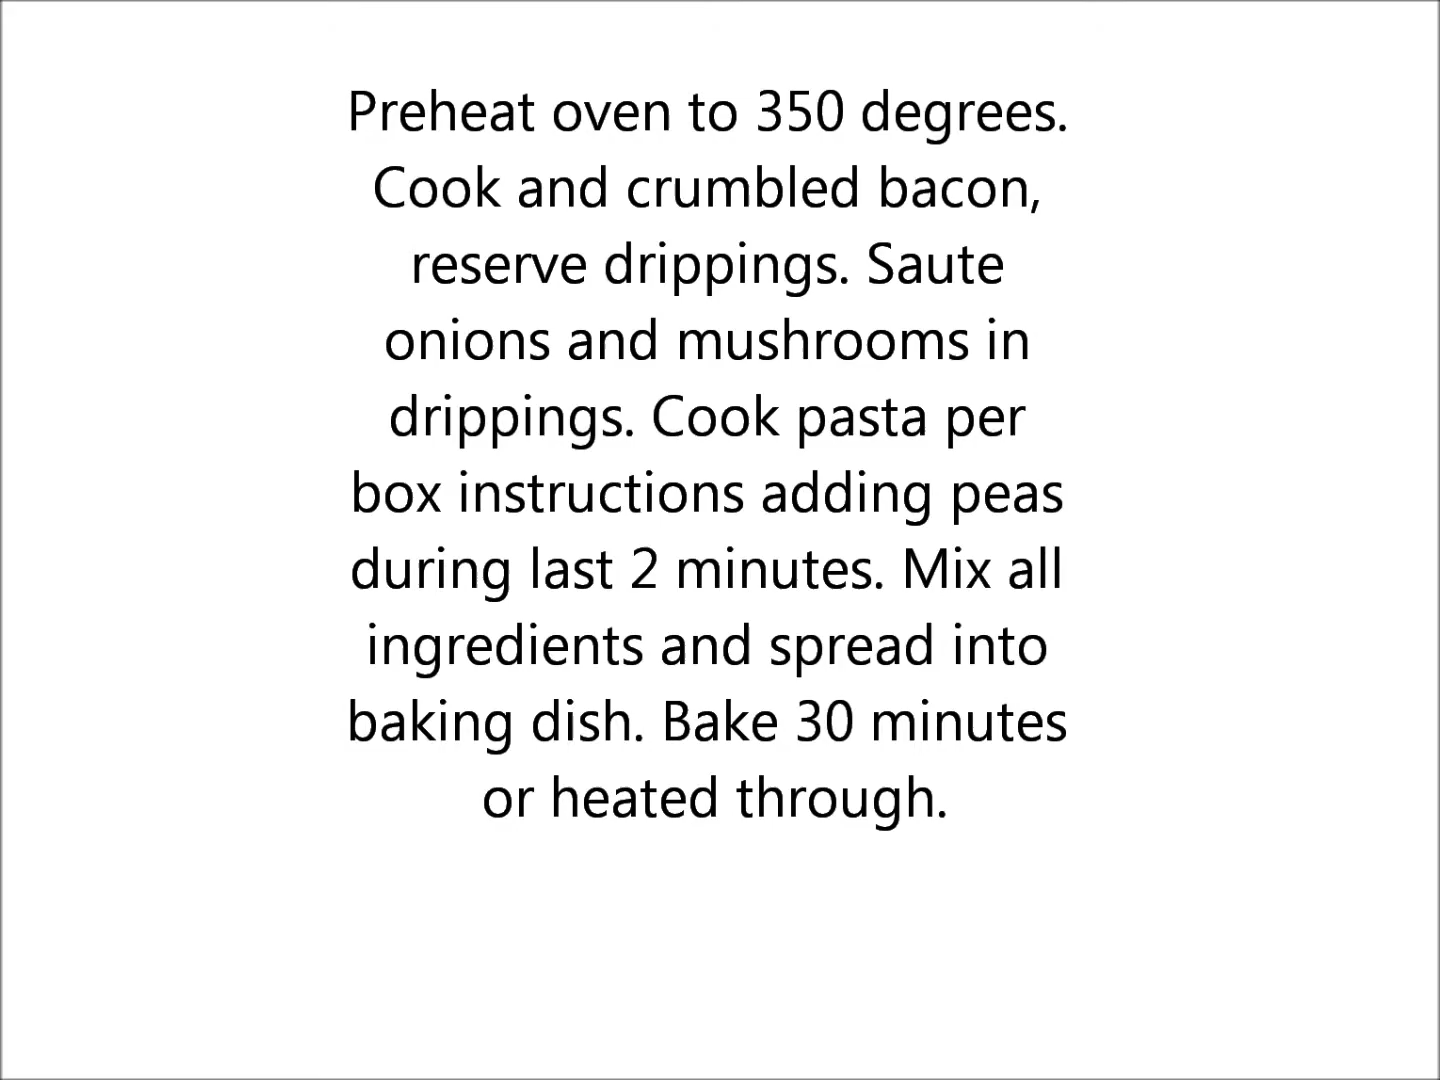 Preheat oven to 350 degrees.
Cook and crumbled bacon,
reserve drippings. Saute
onions and mushrooms in
drippings. Cook pasta per
box instructions adding peas
during last 2 minutes. Mix all
ingredients and spread into
baking dish. Bake 30 minutes
or heated through.